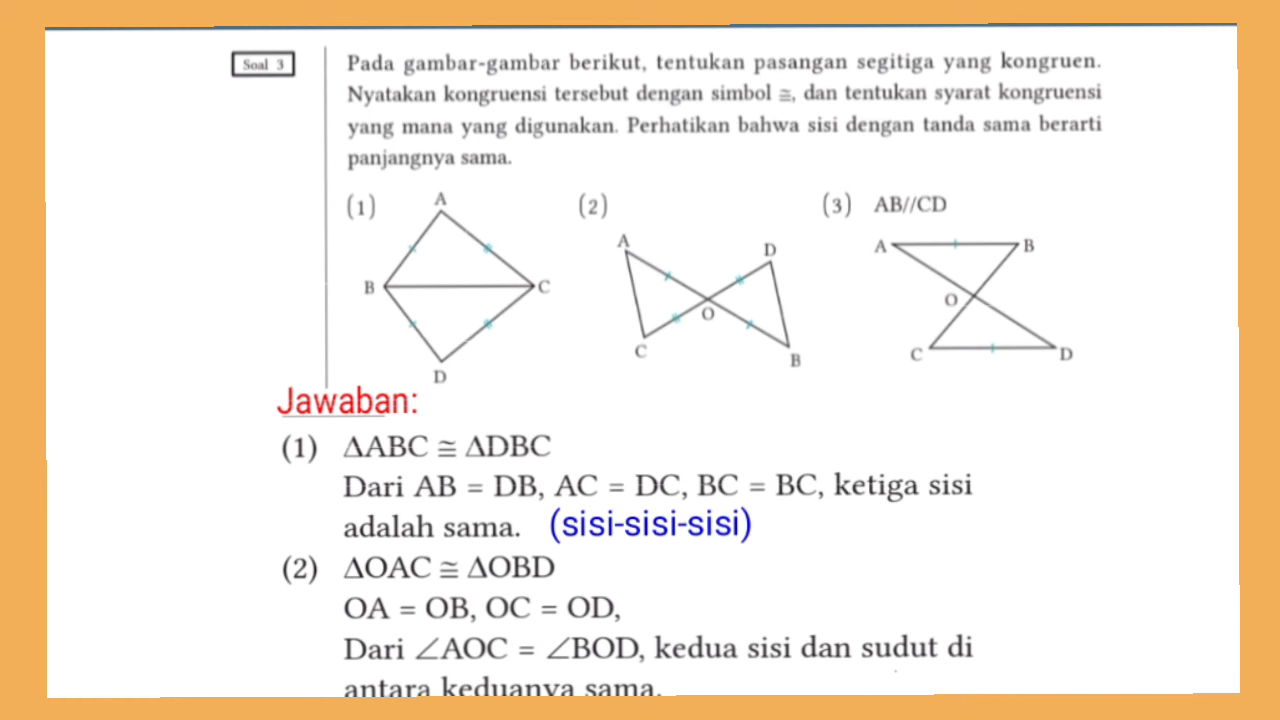 Soal 3
Pada gambar-gambar berikut, tentukan pasangan segitiga yang kongruen.
Nyatakan kongruensi tersebut dengan simbol ≅, dan tentukan syarat kongruensi
yang mana yang digunakan. Perhatikan bahwa sisi dengan tanda sama berarti
panjangnya sama.
(1)
A
B
C
D
(2)
A
D
O
C
B
(3) AB//CD
A
B
O
C
D
Jawaban:
(1) ΔABC ≅ ΔDBC
Dari AB = DB, AC = DC, BC = BC, ketiga sisi
adalah sama. (sisi-sisi-sisi)
(2) ΔOAC ≅ ΔOBD
OA = OB, OC = OD,
Dari ∠AOC = ∠BOD, kedua sisi dan sudut di
antara keduanya sama.